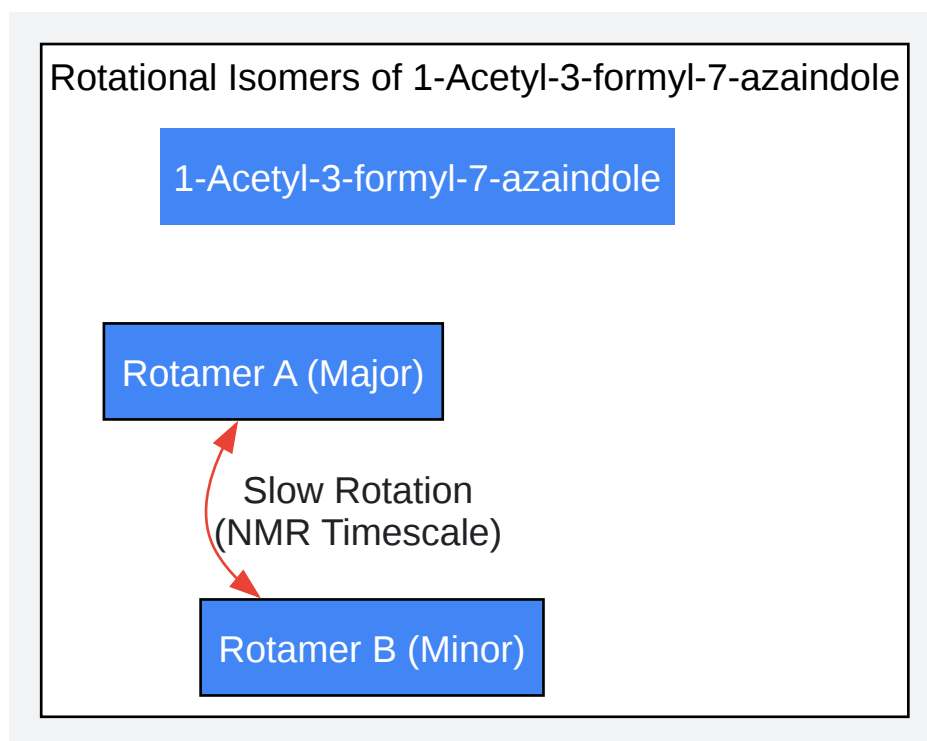 Rotational Isomers of 1-Acetyl-3-formyl-7-azaindole
1-Acetyl-3-formyl-7-azaindole
Rotamer A (Major)
Slow Rotation
(NMR Timescale)
Rotamer B (Minor)